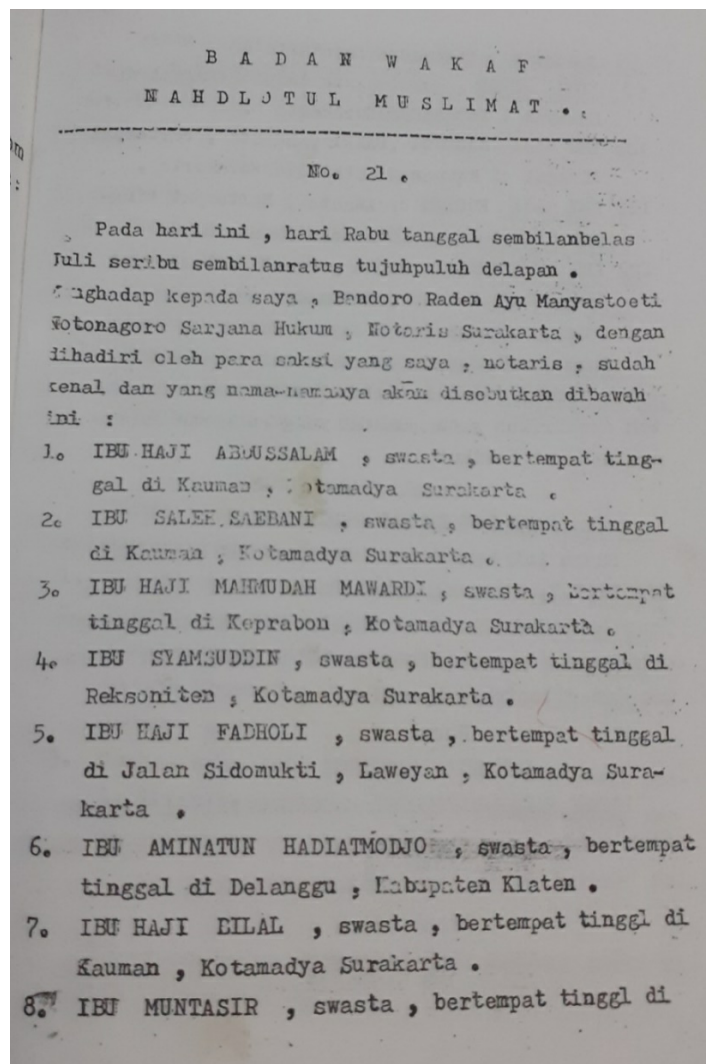 B A D A N W A K A F
N A H D L O T U L M U S L I M A T .
No. 21 .
Pada hari ini , hari Rabu tanggal sembilanbelas
Juli seribu sembilanratus tujuhpuluh delapan .
kepada saya , Bendoro Raden Ayu Manyastoeti
Notonagoro Sarjana Hukum , Notaris Surakarta , dengan
dihadiri oleh para saksi yang saya , notaris , sudah
kenal dan yang nama-namanya akan disebutkan dibawah
ini :
1. IBU HAJI ABDUSSALAM , swasta , bertempat ting-
gal di Kauman , Kotamadya Surakarta .
2. IBU SALEH SAEBANI , swasta , bertempat tinggal
di Kauman , Kotamadya Surakarta .
3. IBU HAJI MAHMUDAH MAWARDI , swasta , bertempat
tinggal di Keprabon , Kotamadya Surakarta .
4. IBU SYAMSUDDIN , swasta , bertempat tinggal di
Reksoniten , Kotamadya Surakarta .
5. IBU HAJI FADHOLI , swasta , bertempat tinggal
di Jalan Sidomukti , Laweyan , Kotamadya Sura-
karta .
6. IBU AMINATUN HADIATMODJO , swasta , bertempat
tinggal di Delanggu , Kabupaten Klaten .
7. IBU HAJI BILAL , swasta , bertempat tinggl di
Kauman , Kotamadya Surakarta .
8. IBU MUNTASIR , swasta , bertempat tinggl di